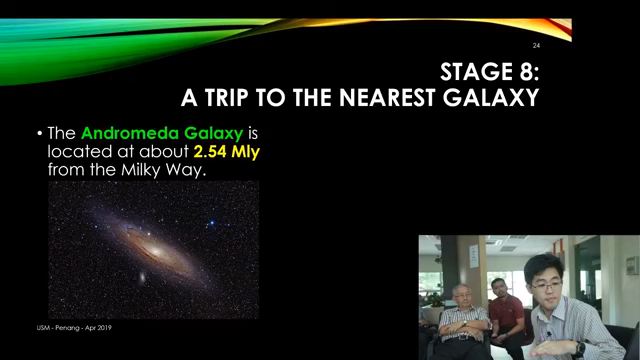 24
STAGE 8:
A TRIP TO THE NEAREST GALAXY
• The Andromeda Galaxy is
located at about 2.54 Mly
from the Milky Way.
USM - Penang - Apr 2019